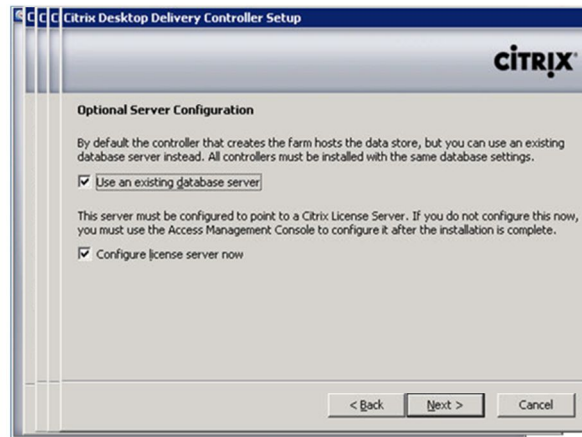 C C C Citrix Desktop Delivery Controller Setup
CİTRỊX
Optional Server Configuration
By default the controller that creates the farm hosts the data store, but you can use an existing
database server instead. All controllers must be installed with the same database settings.
Use an existing database server
This server must be configured to point to a Citrix License Server. If you do not configure this now,
you must use the Access Management Console to configure it after the installation is complete.
Configure license server now
< Back Next > Cancel